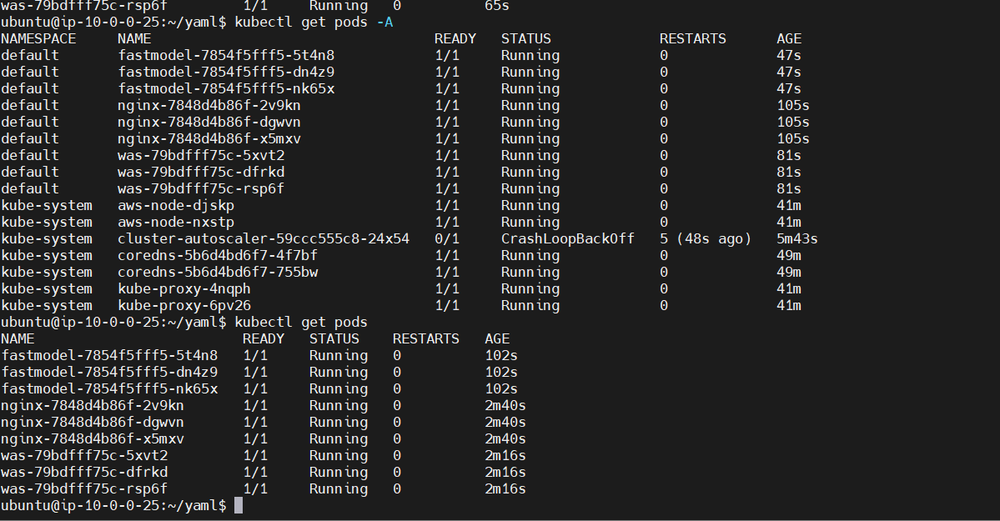 was-79bdfff75c-rsp6f 1/1 Running 0 65s
ubuntu@ip-10-0-0-25:~/yaml$ kubectl get pods -A
NAMESPACE NAME READY STATUS RESTARTS AGE
default fastmodel-7854f5fff5-5t4n8 1/1 Running 0 47s
default fastmodel-7854f5fff5-dn4z9 1/1 Running 0 47s
default fastmodel-7854f5fff5-nk65x 1/1 Running 0 47s
default nginx-7848d4b86f-2v9kn 1/1 Running 0 105s
default nginx-7848d4b86f-dgwvn 1/1 Running 0 105s
default nginx-7848d4b86f-x5mxv 1/1 Running 0 105s
default was-79bdfff75c-5xvt2 1/1 Running 0 81s
default was-79bdfff75c-dfrkd 1/1 Running 0 81s
default was-79bdfff75c-rsp6f 1/1 Running 0 81s
kube-system aws-node-djskp 1/1 Running 0 41m
kube-system aws-node-nxstp 1/1 Running 0 41m
kube-system cluster-autoscaler-59ccc555c8-24x54 0/1 CrashLoopBackOff 5 (48s ago) 5m43s
kube-system coredns-5b6d4bd6f7-4f7bf 1/1 Running 0 49m
kube-system coredns-5b6d4bd6f7-755bw 1/1 Running 0 49m
kube-system kube-proxy-4nqph 1/1 Running 0 41m
kube-system kube-proxy-6pv26 1/1 Running 0 41m
ubuntu@ip-10-0-0-25:~/yaml$ kubectl get pods
NAME READY STATUS RESTARTS AGE
fastmodel-7854f5fff5-5t4n8 1/1 Running 0 102s
fastmodel-7854f5fff5-dn4z9 1/1 Running 0 102s
fastmodel-7854f5fff5-nk65x 1/1 Running 0 102s
nginx-7848d4b86f-2v9kn 1/1 Running 0 2m40s
nginx-7848d4b86f-dgwvn 1/1 Running 0 2m40s
nginx-7848d4b86f-x5mxv 1/1 Running 0 2m40s
was-79bdfff75c-5xvt2 1/1 Running 0 2m16s
was-79bdfff75c-dfrkd 1/1 Running 0 2m16s
was-79bdfff75c-rsp6f 1/1 Running 0 2m16s
ubuntu@ip-10-0-0-25:~/yaml$